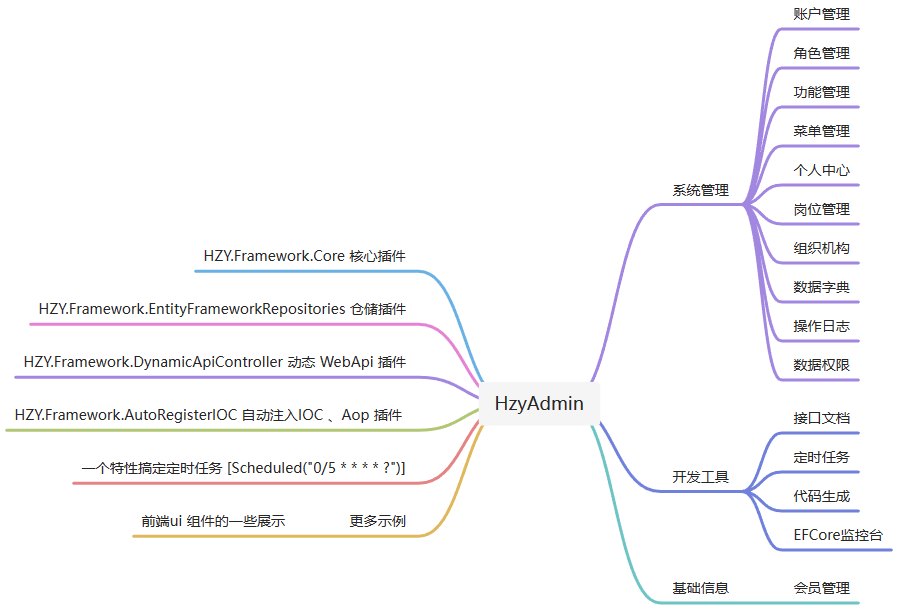 HzyAdmin
系统管理
账户管理
角色管理
功能管理
菜单管理
个人中心
岗位管理
组织机构
数据字典
操作日志
数据权限
开发工具
接口文档
定时任务
代码生成
EFCore监控台
基础信息
会员管理
HZY.Framework.Core 核心插件
HZY.Framework.EntityFrameworkRepositories 仓储插件
HZY.Framework.DynamicApiController 动态 WebApi 插件
HZY.Framework.AutoRegisterIOC 自动注入IOC 、Aop 插件
一个特性搞定定时任务 [Scheduled("0/5 * * * * ?")]
更多示例
前端ui 组件的一些展示